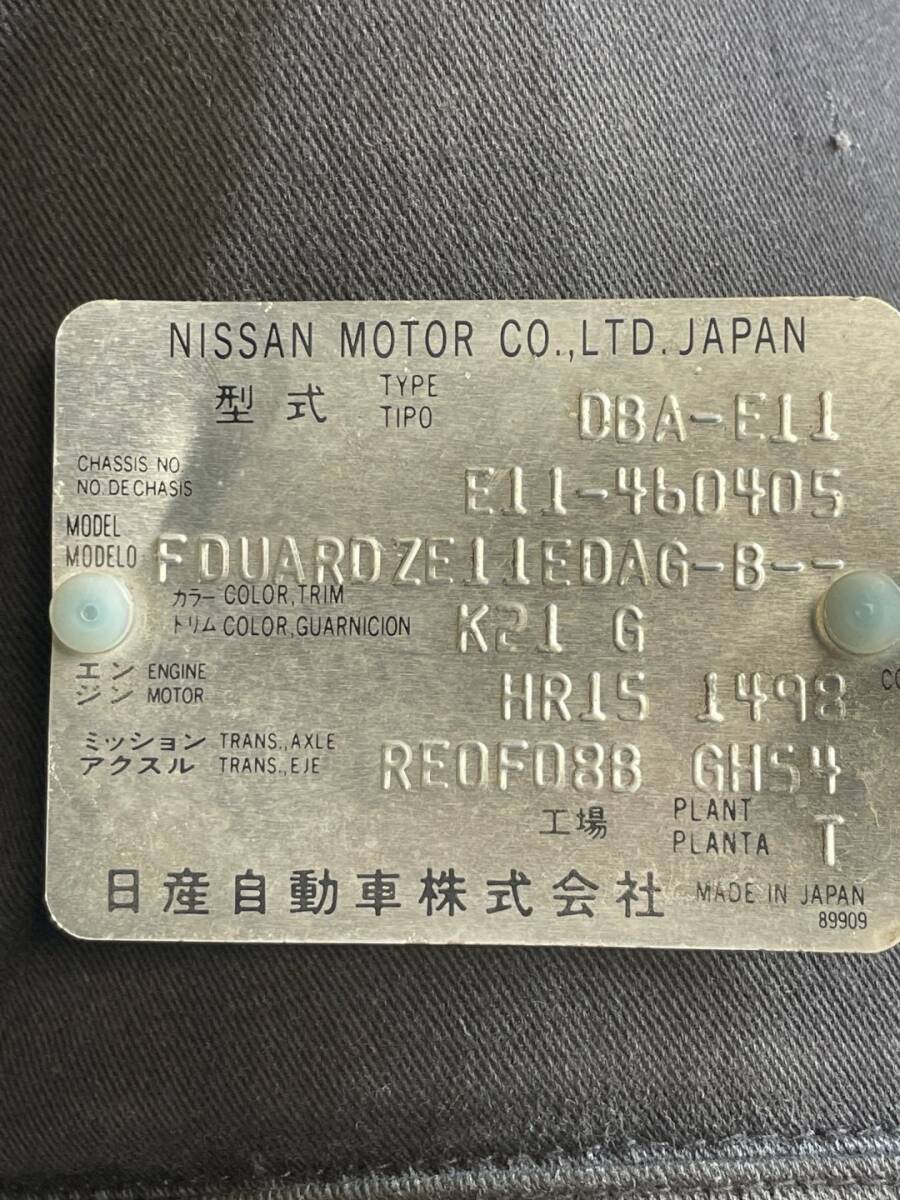 NISSAN MOTOR CO.,LTD. JAPAN
型式 TYPE DBA-E11
TIPO
CHASSIS NO.
NO. DE CHASIS E11-460405
MODEL
MODELO FDUARDZE11EDAG-B--
カラー COLOR,TRIM
トリム COLOR,GUARNICION K21 G
エン ENGINE
ジン MOTOR HR15 1498
CO
ミッション TRANS.,AXLE
アクスル TRANS.,EJE RE0F08B GH54
工場 PLANT
PLANTA T
日産自動車株式会社 MADE IN JAPAN
89909